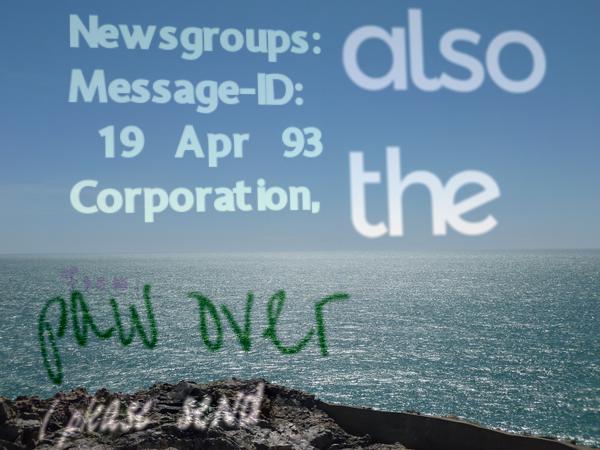 Newsgroups:
Message-ID:
19 Apr 93
Corporation,
also
the
paw over
, please send